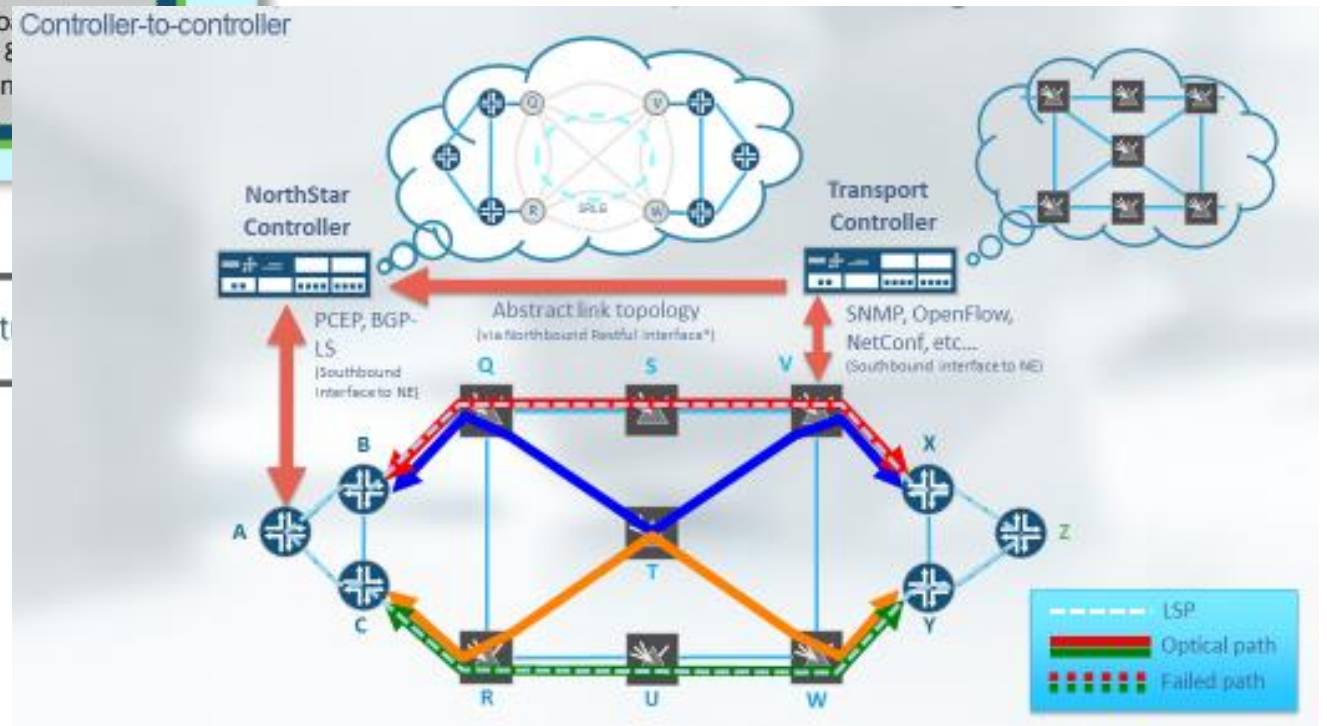 Controller-to-controller
Q
V
R
W
SRLG
NorthStar
Controller
Transport
Controller
Abstract link topology
(via Northbound Restful interface*)
PCEP, BGP-
LS
(Southbound
interface to NE)
SNMP, OpenFlow,
NetConf, etc...
(Southbound interface to NE)
Q
S
V
B
X
A
Z
T
C
Y
R
U
W
LSP
Optical path
Failed path